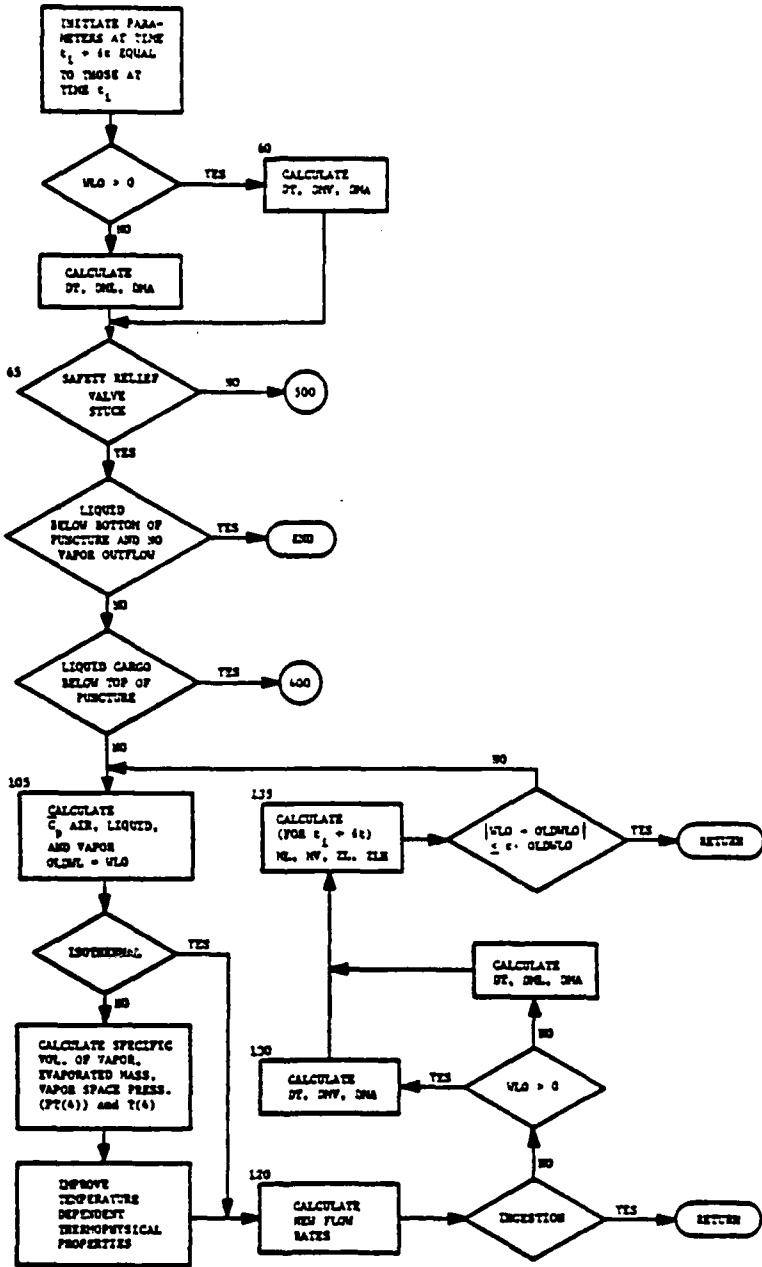 INITIATE PARA-
METERS AT TIME
t_i + δt EQUAL
TO THOSE AT
TIME t_i
WLO > 0
YES
60
CALCULATE
DT, DMV, DMA
NO
CALCULATE
DT, DML, DMA
65
SAFETY RELIEF
VALVE
STUCK
NO
500
YES
LIQUID
BELOW BOTTOM OF
PUNCTURE AND NO
VAPOR OUTFLOW
YES
END
NO
LIQUID CARGO
BELOW TOP OF
PUNCTURE
YES
600
NO
105
CALCULATE
C_p AIR, LIQUID,
AND VAPOR
OLDWL = WLO
ISOTHERMAL
YES
NO
CALCULATE SPECIFIC
VOL. OF VAPOR,
EVAPORATED MASS,
VAPOR SPACE PRESS.
(PT(4)) and T(4)
IMPROVE
TEMPERATURE
DEPENDENT
THERMOPHYSICAL
PROPERTIES
120
CALCULATE
NEW FLOW
RATES
INGESTION
YES
RETURN
NO
WLO > 0
YES
NO
130
CALCULATE
DT, DMV, DMA
CALCULATE
DT, DML, DMA
135
CALCULATE
(FOR t_i + δt)
ML, MV, ZL, ZLE
|WLO - OLDWLO|
≤ ε · OLDWLO
YES
RETURN
NO